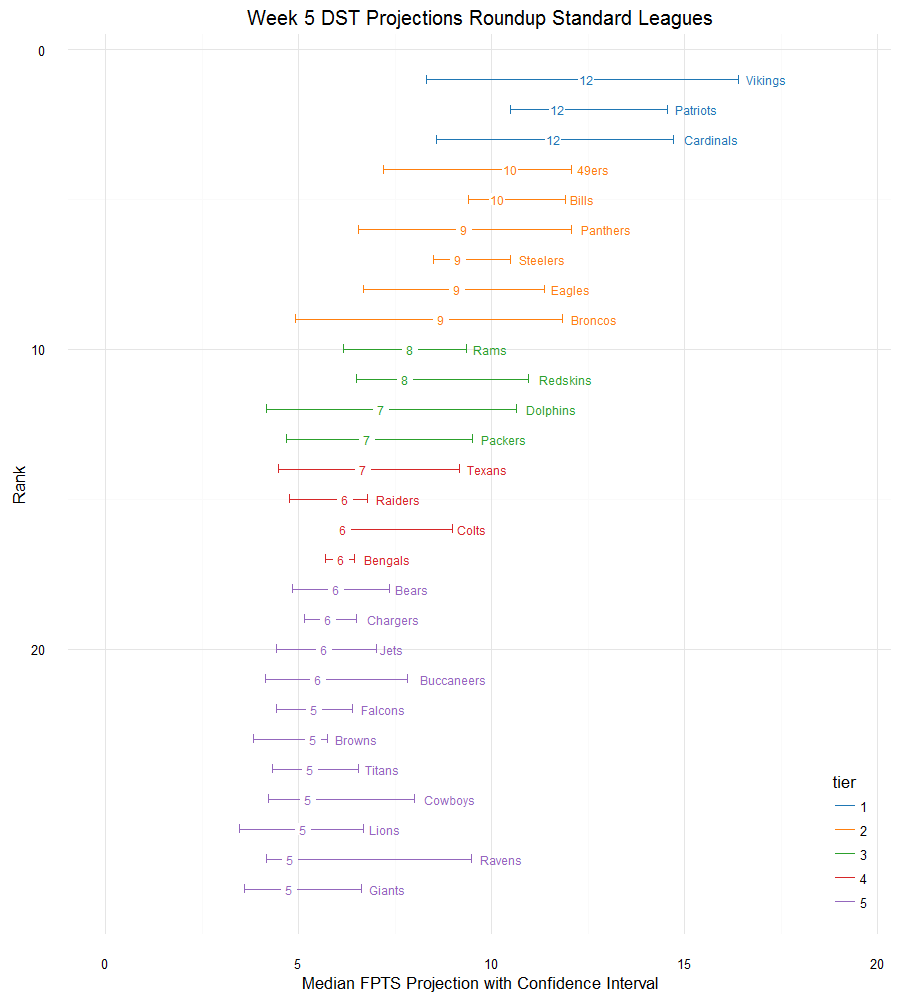 Week 5 DST Projections Roundup Standard Leagues
0
12 Vikings
12 Patriots
12 Cardinals
10 49ers
10 Bills
9 Panthers
9 Steelers
9 Eagles
9 Broncos
10 8 Rams
8 Redskins
7 Dolphins
7 Packers
7 Texans
Rank
6 Raiders
6 Colts
6 Bengals
6 Bears
6 Chargers
20 6 Jets
6 Buccaneers
5 Falcons
5 Browns
5 Titans
5 Cowboys
5 Lions
5 Ravens
5 Giants
tier
1
2
3
4
5
0 5 10 15 20
Median FPTS Projection with Confidence Interval